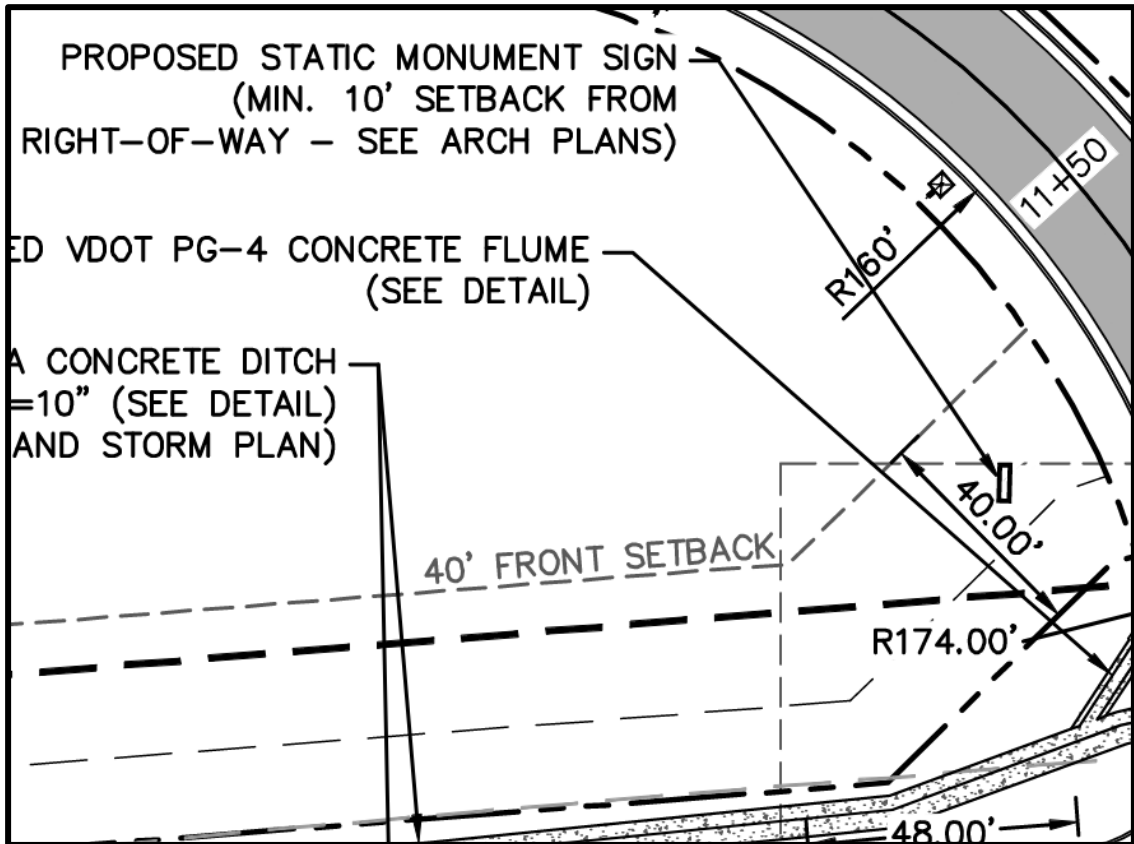 PROPOSED STATIC MONUMENT SIGN
(MIN. 10' SETBACK FROM
RIGHT-OF-WAY - SEE ARCH PLANS)
11+50
R160'
VDOT PG-4 CONCRETE FLUME
(SEE DETAIL)
A CONCRETE DITCH
=10" (SEE DETAIL)
AND STORM PLAN)
40.00'
40' FRONT SETBACK
R174.00'
48.00'